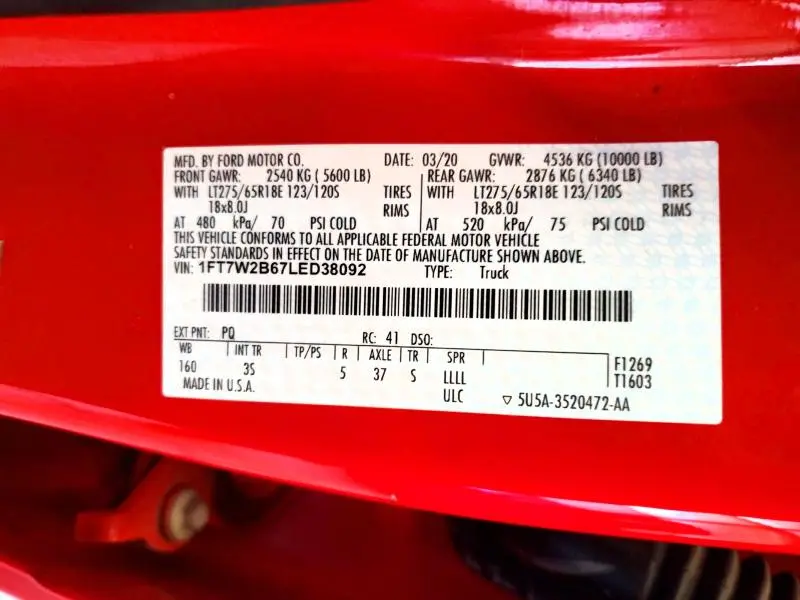 MFD. BY FORD MOTOR CO. DATE: 03/20 GVWR: 4536 KG (10000 LB)
FRONT GAWR: 2540 KG ( 5600 LB) REAR GAWR: 2876 KG ( 6340 LB)
WITH LT275/65R18E 123/120S TIRES WITH LT275/65R18E 123/120S TIRES
18x8.0J RIMS 18x8.0J RIMS
AT 480 kPa/ 70 PSI COLD AT 520 kPa/ 75 PSI COLD
THIS VEHICLE CONFORMS TO ALL APPLICABLE FEDERAL MOTOR VEHICLE
SAFETY STANDARDS IN EFFECT ON THE DATE OF MANUFACTURE SHOWN ABOVE.
VIN: 1FT7W2B67LED38092 TYPE: Truck
EXT PNT: PQ RC: 41 DSO:
WB INT TR TP/PS R AXLE TR SPR
160 3S 5 37 S LLLL
ULC
MADE IN U.S.A.
F1269
T1603
▽ 5U5A-3520472-AA